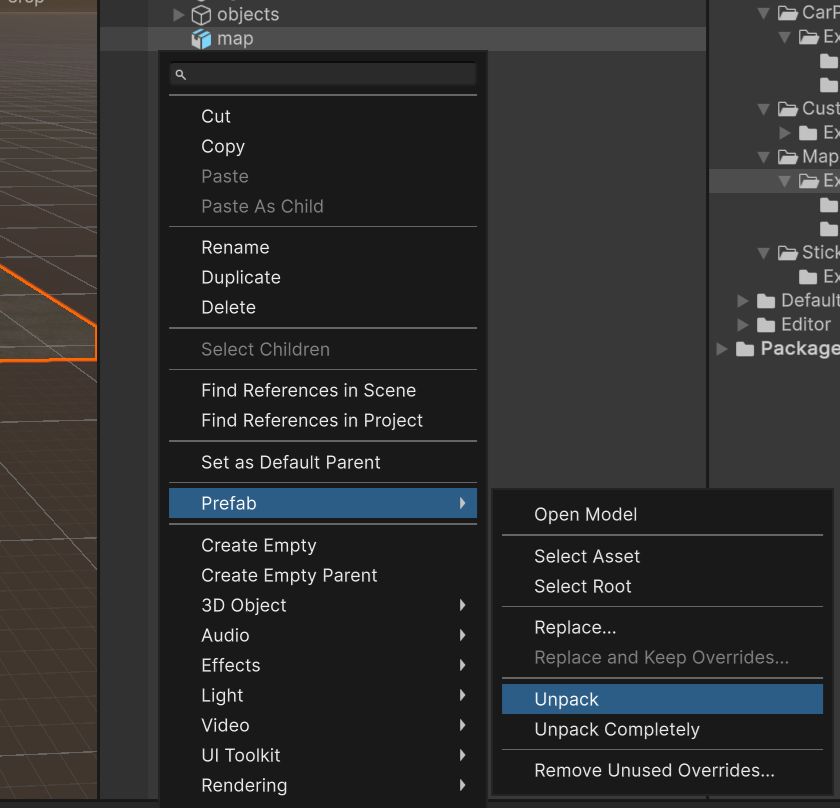 objects
map
Cut
Copy
Paste
Paste As Child
Rename
Duplicate
Delete
Select Children
Find References in Scene
Find References in Project
Set as Default Parent
Prefab
Create Empty
Create Empty Parent
3D Object
Audio
Effects
Light
Video
UI Toolkit
Rendering
Open Model
Select Asset
Select Root
Replace...
Replace and Keep Overrides...
Unpack
Unpack Completely
Remove Unused Overrides...
CarP
Ex
Cust
Ex
Map
Ex
Stick
Ex
Default
Editor
Package